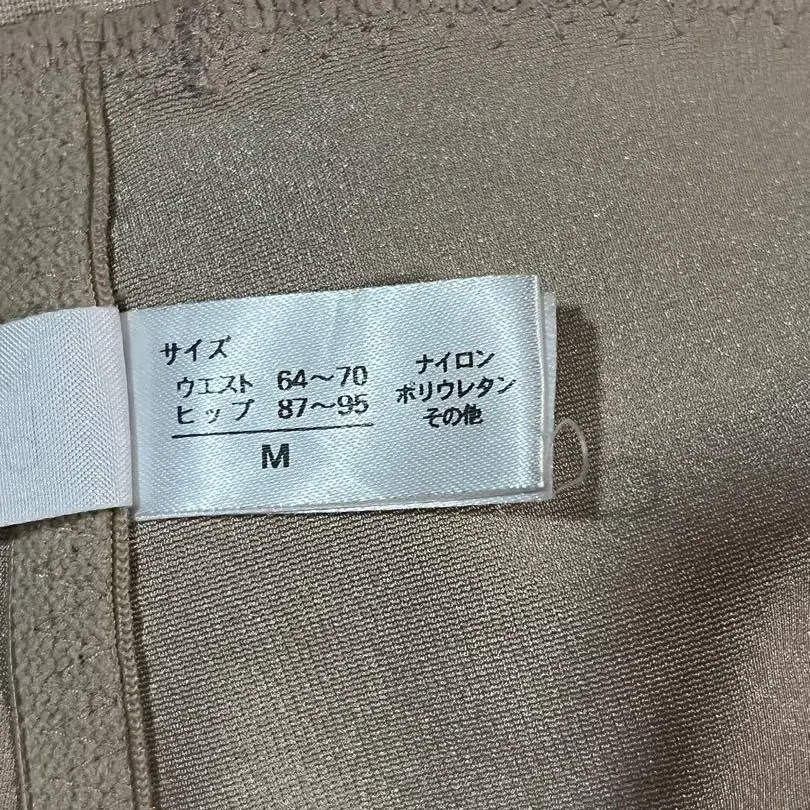 サイズ
ウエスト 64〜70
ヒップ 87〜95
M
ナイロン
ポリウレタン
その他